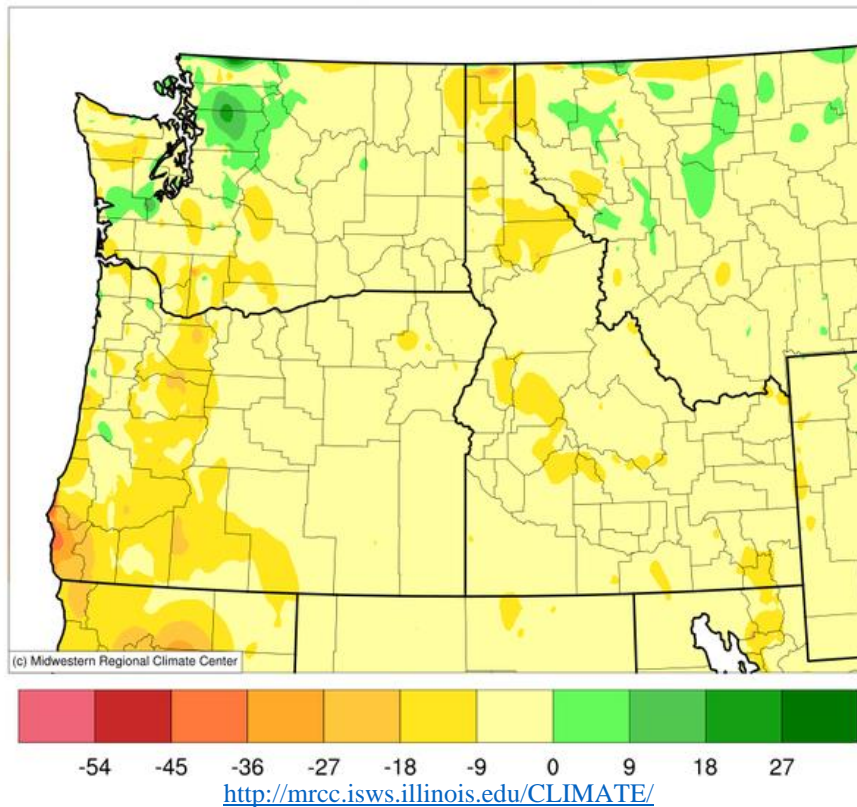 (c) Midwestern Regional Climate Center
-54 -45 -36 -27 -18 -9 0 9 18 27
http://mrcc.isws.illinois.edu/CLIMATE/